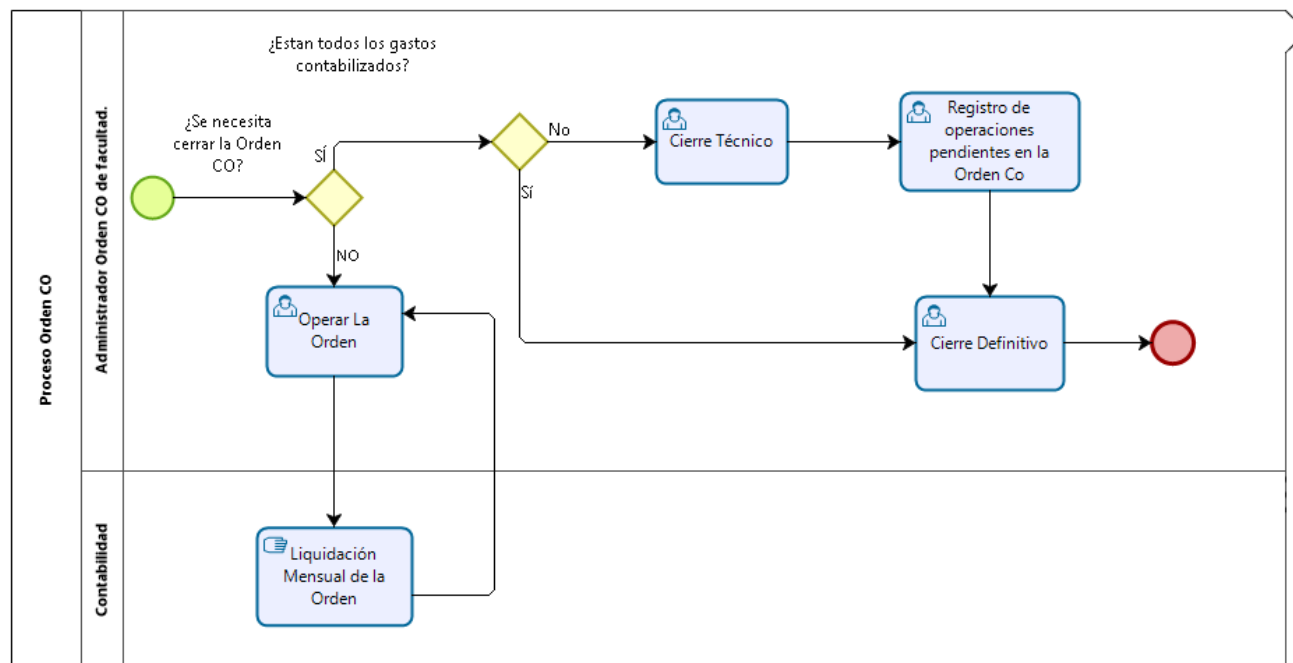 Proceso Orden CO
Administrador Orden CO de facultad.
¿Estan todos los gastos
contabilizados?
¿Se necesita
cerrar la Orden
CO?
SÍ
NO
No
Sí
Cierre Técnico
Registro de
operaciones
pendientes en la
Orden Co
Operar La
Orden
Cierre Definitivo
Contabilidad
Liquidación
Mensual de la
Orden